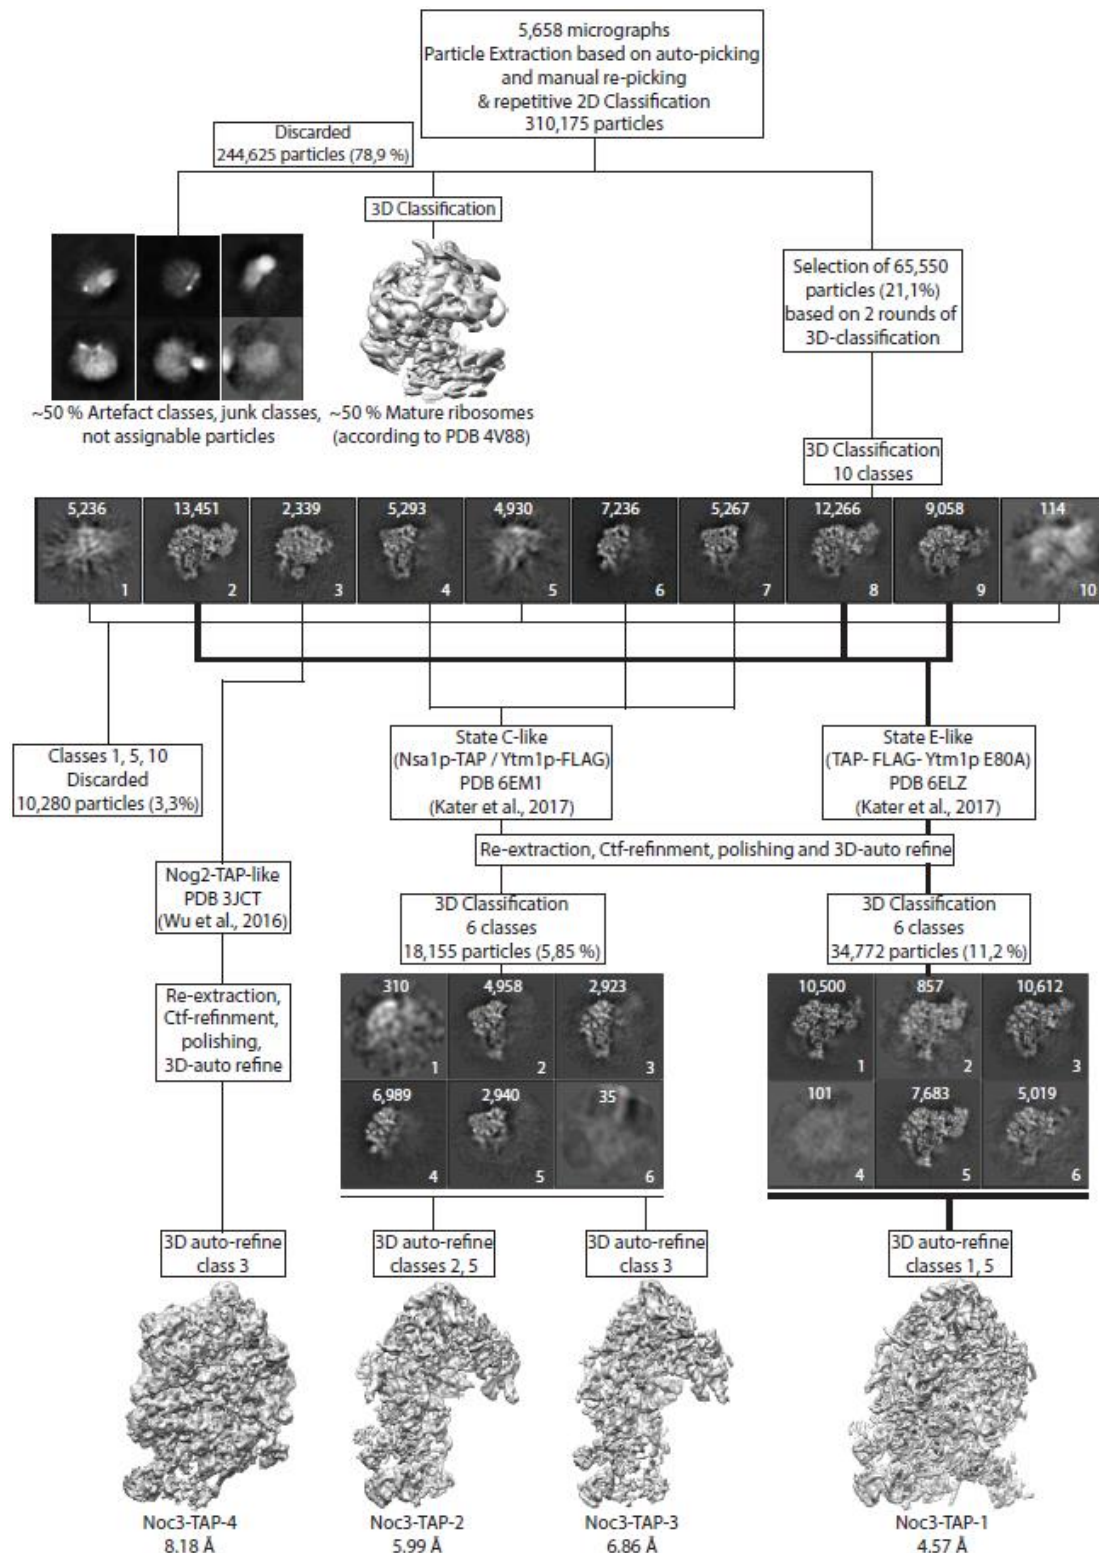 5,658 micrographs
Particle Extraction based on auto-picking
and manual re-picking
& repetitive 2D Classification
310,175 particles
Discarded
244,625 particles (78,9 %)
3D Classification
Selection of 65,550
particles (21,1%)
based on 2 rounds of
3D-classification
~50 % Artefact classes, junk classes,
not assignable particles
~50 % Mature ribosomes
(according to PDB 4V88)
3D Classification
10 classes
5,236 13,451 2,339 5,293 4,930 7,236 5,267 12,266 9,058 114
1 2 3 4 5 6 7 8 9 10
Classes 1, 5, 10
Discarded
10,280 particles (3,3%)
State C-like
(Nsa1p-TAP / Ytm1p-FLAG)
PDB 6EM1
(Kater et al., 2017)
State E-like
(TAP- FLAG- Ytm1p E80A)
PDB 6ELZ
(Kater et al., 2017)
Re-extraction, Ctf-refinment, polishing and 3D-auto refine
Nog2-TAP-like
PDB 3JCT
(Wu et al., 2016)
3D Classification
6 classes
18,155 particles (5,85 %)
3D Classification
6 classes
34,772 particles (11,2 %)
Re-extraction,
Ctf-refinment,
polishing,
3D-auto refine
310 4,958 2,923
1 2 3
6,989 2,940 35
4 5 6
10,500 857 10,612
1 2 3
101 7,683 5,019
4 5 6
3D auto-refine
class 3
3D auto-refine
classes 2, 5
3D auto-refine
class 3
3D auto-refine
classes 1, 5
Noc3-TAP-4
8.18 Å
Noc3-TAP-2
5.99 Å
Noc3-TAP-3
6.86 Å
Noc3-TAP-1
4.57 Å